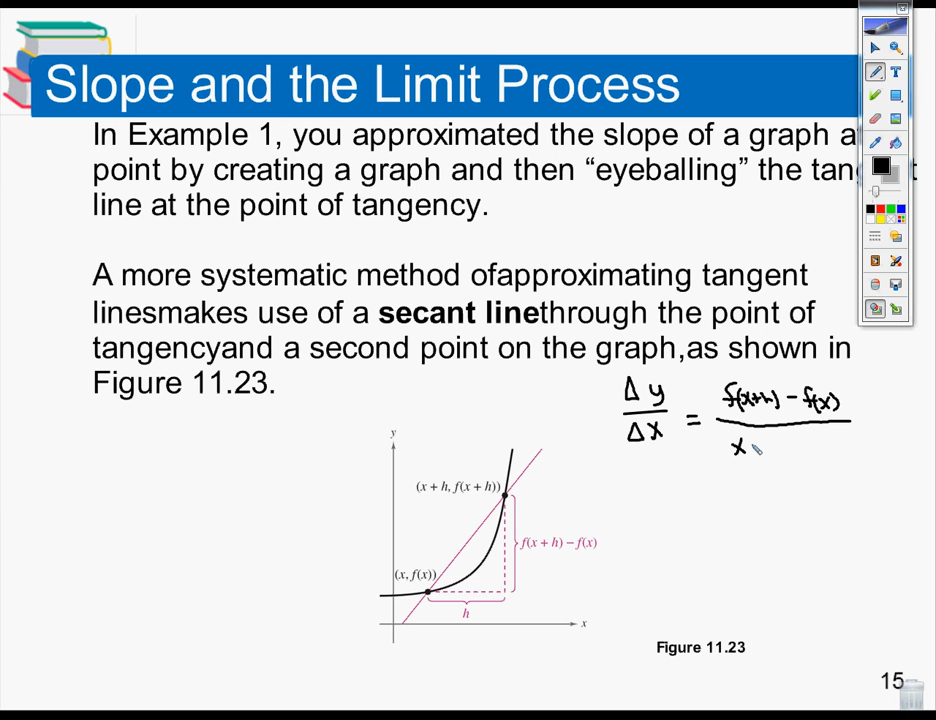 Slope and the Limit Process
In Example 1, you approximated the slope of a graph a
point by creating a graph and then “eyeballing” the tan t
line at the point of tangency.
A more systematic method ofapproximating tangent
linesmakes use of a secant linethrough the point of
tangencyand a second point on the graph,as shown in
Figure 11.23.
Δy
Δx
=
f(x+h) - f(x)
x
y
(x + h, f(x + h))
f(x + h) − f(x)
(x, f(x))
h
x
Figure 11.23
15
T